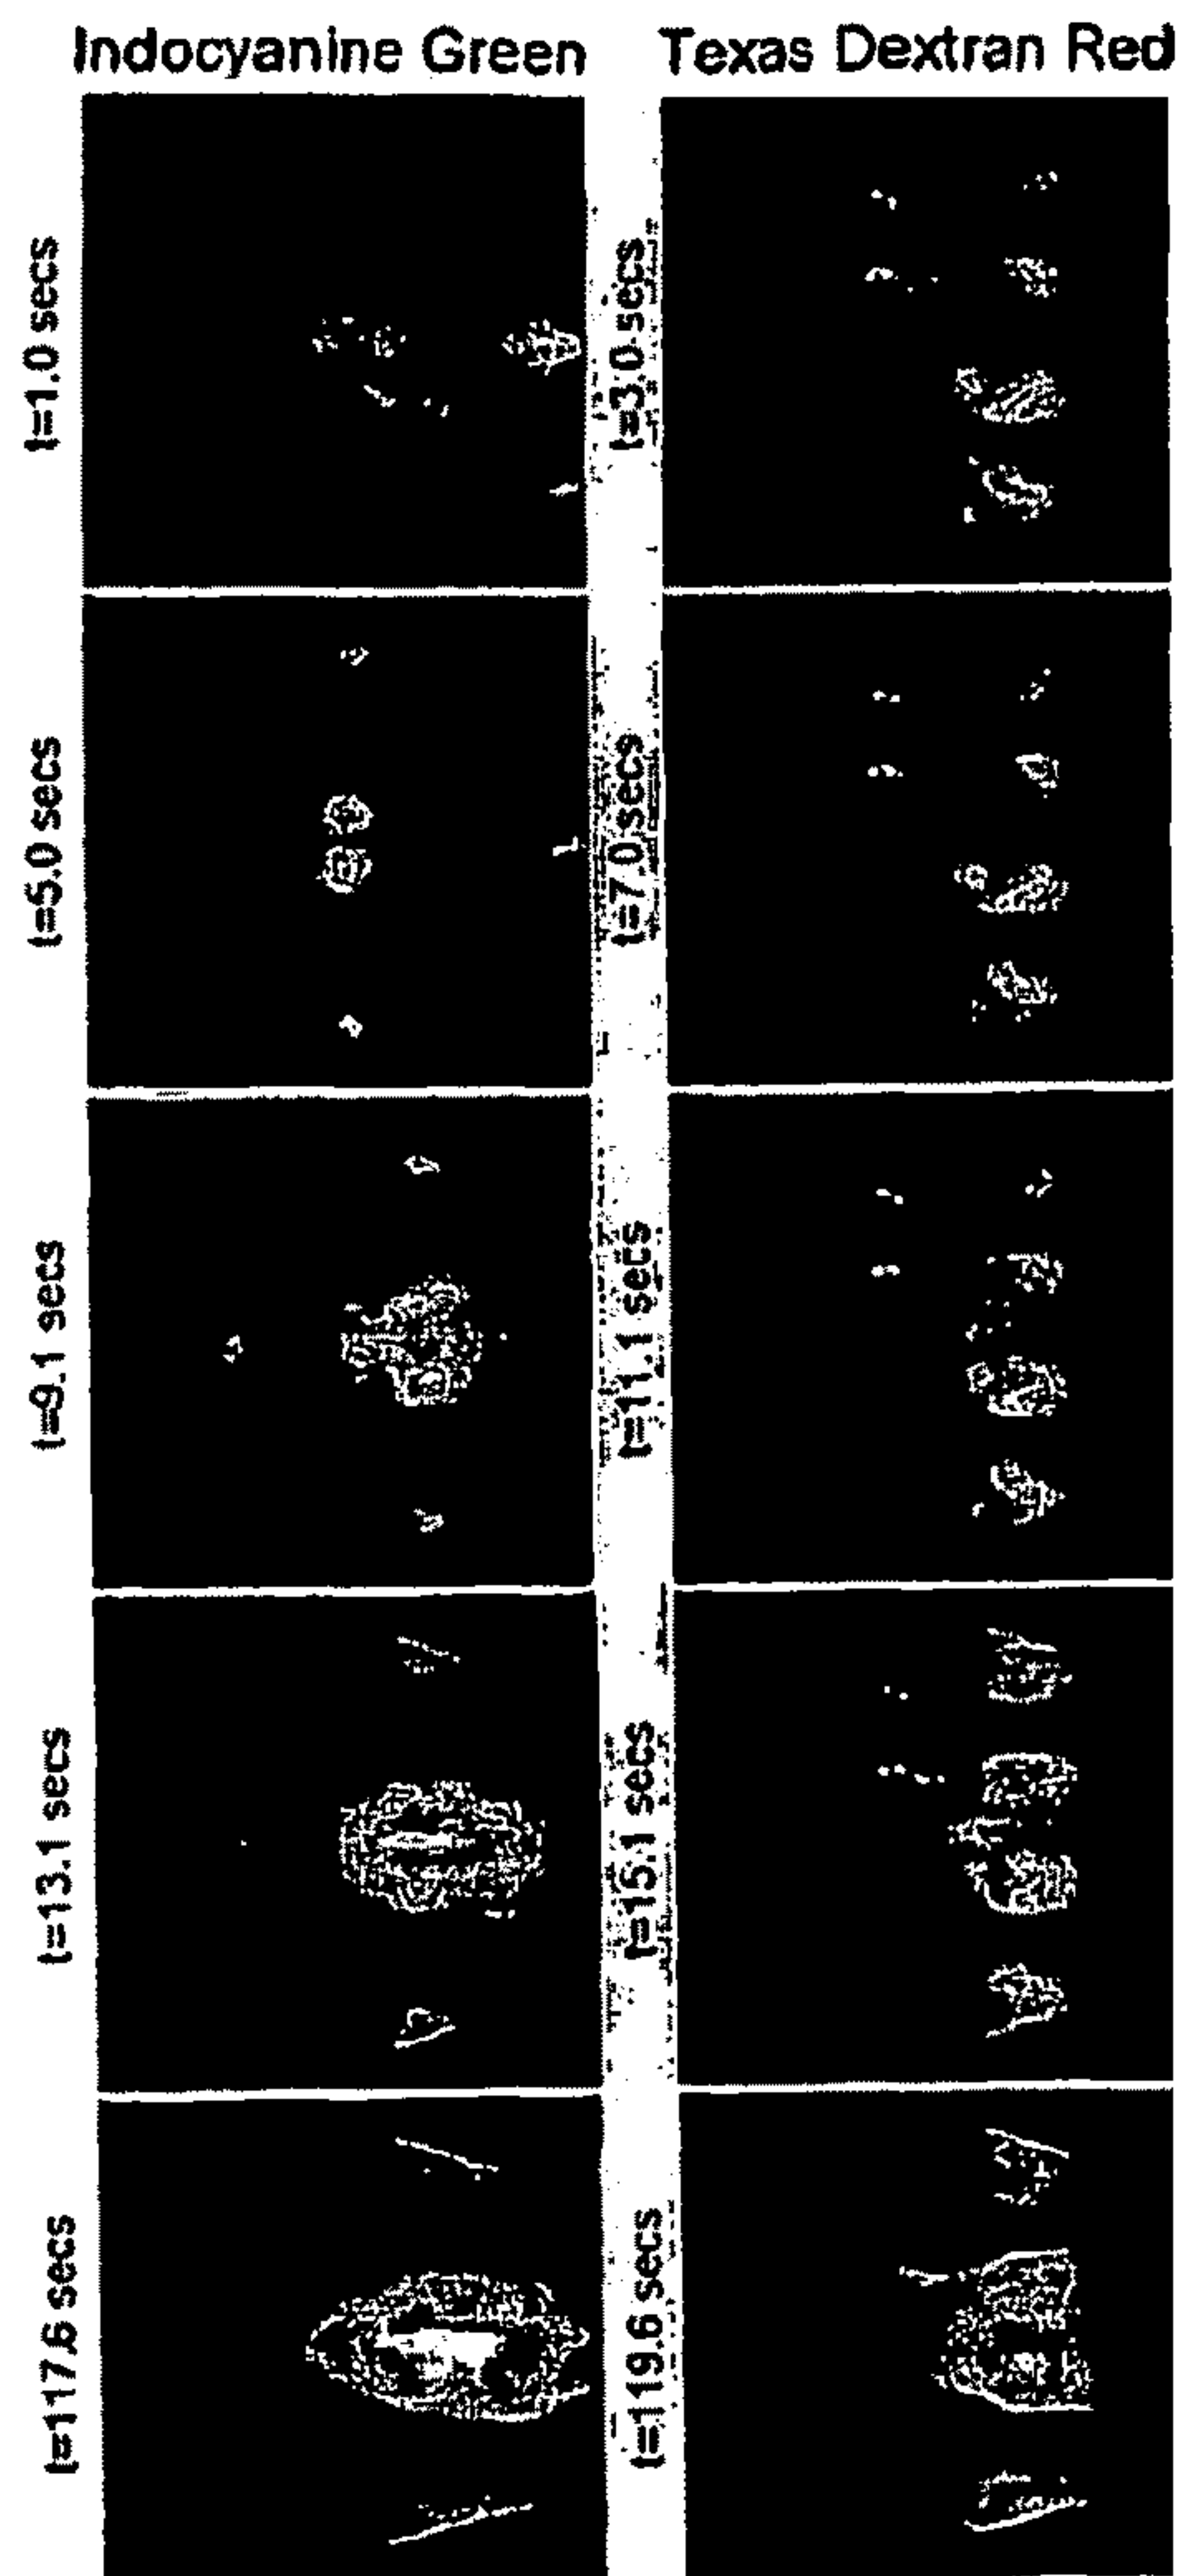 Indocyanine Green Texas Dextran Red
t=1.0 secs t=3.0 secs
t=5.0 secs t=7.0 secs
t=9.1 secs t=11.1 secs
t=13.1 secs t=15.1 secs
t=117.6 secs t=119.6 secs